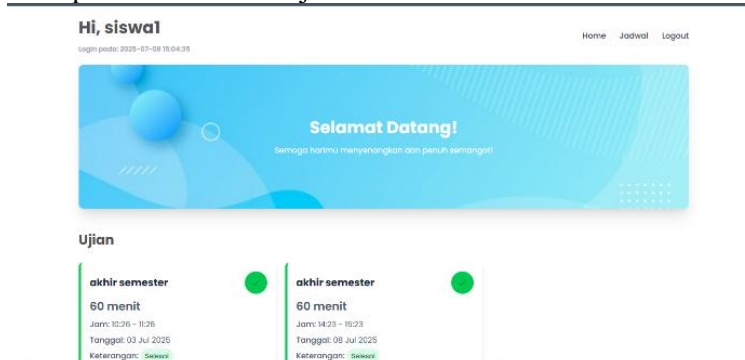 Hi, siswa1
Home Jadwal Logout
Login pada: 2025-07-08 15:04:35
Selamat Datang!
Semoga harimu menyenangkan dan penuh semangat!
Ujian
akhir semester
60 menit
Jam: 10:26 - 11:26
Tanggal: 03 Jul 2025
Keterangan: Selesai
akhir semester
60 menit
Jam: 14:23 - 15:23
Tanggal: 08 Jul 2025
Keterangan: Selesai